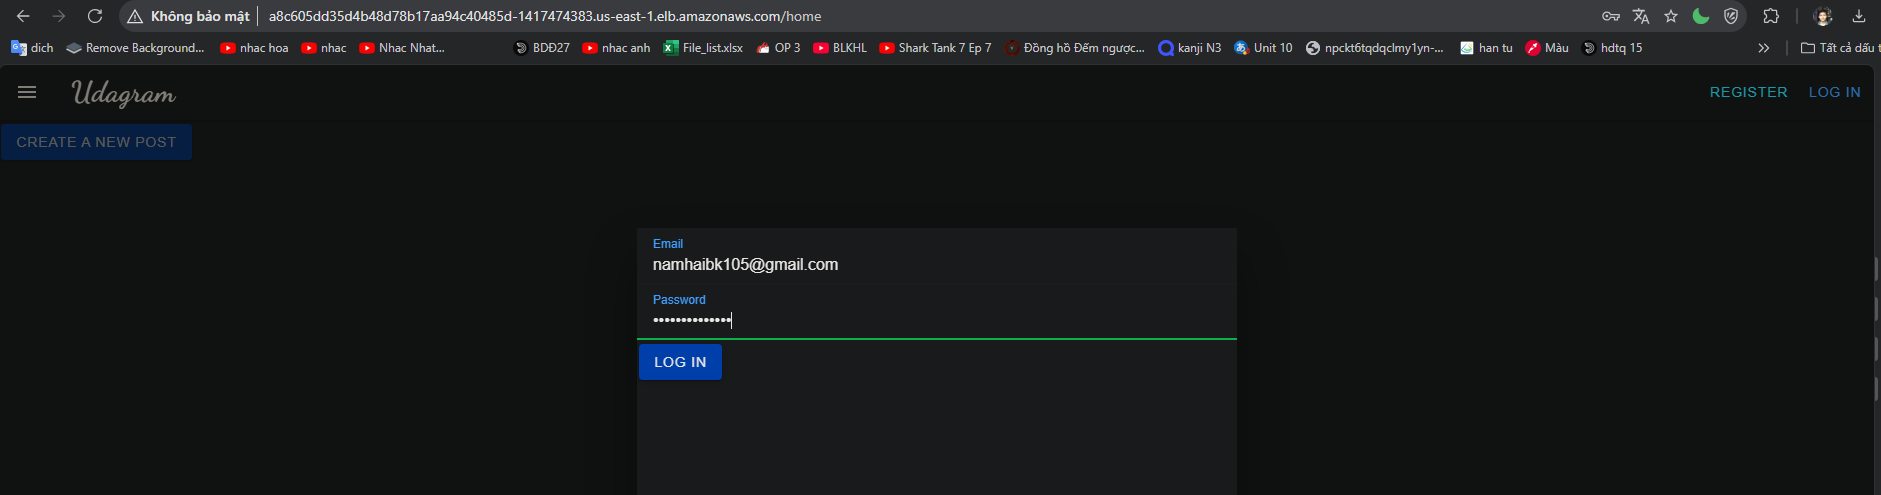 Không bảo mật a8c605dd35d4b48d78b17aa94c40485d-1417474383.us-east-1.elb.amazonaws.com/home
dich Remove Background... nhac hoa nhac Nhac Nhat... BDĐ27 nhac anh File_list.xlsx OP 3 BLKHL Shark Tank 7 Ep 7 Đồng hồ Đếm ngược... kanji N3 Unit 10 npckt6tqdqclmy1yn-... han tu Màu hdtq 15 Tất cả dấu t
Udagram REGISTER LOG IN
CREATE A NEW POST
Email
namhaibk105@gmail.com
Password
••••••••••••••
LOG IN